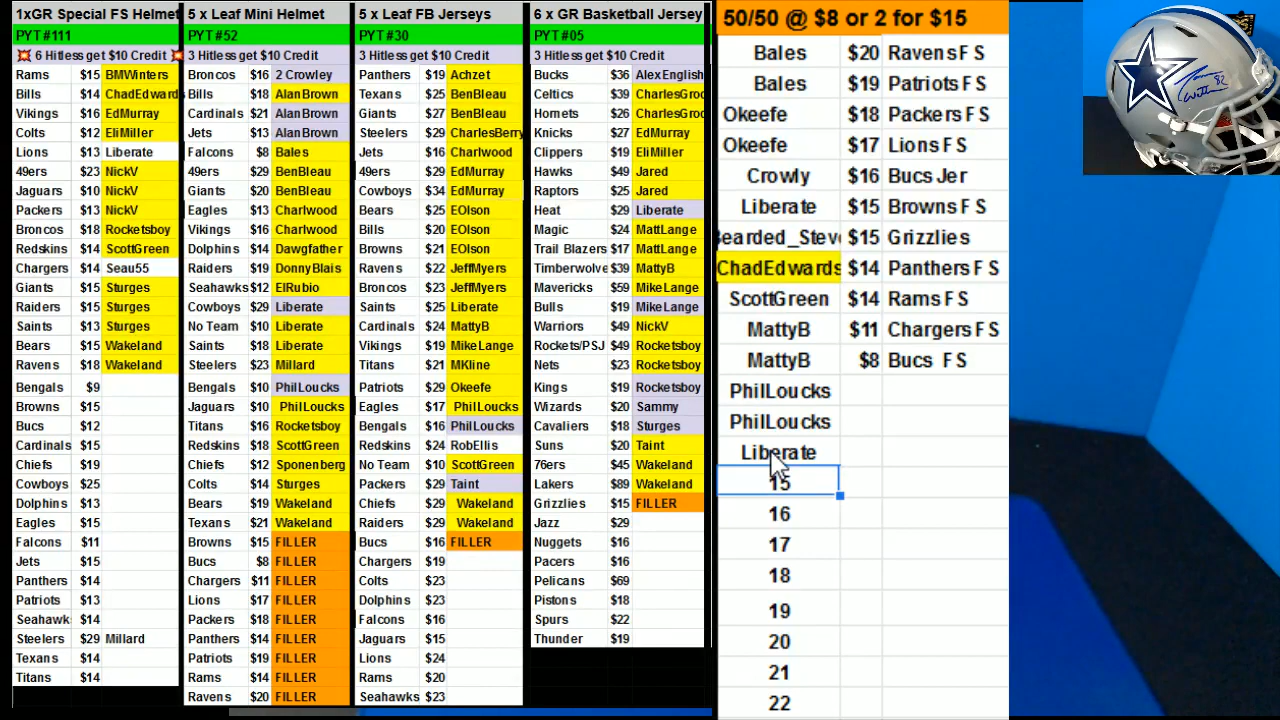 1xGR Special FS Helmet
PYT#111
6 Hitless get $10 Credit
Rams $15 BMWinters
Bills $14 ChadEdwards
Vikings $16 EdMurray
Colts $12 EliMiller
Lions $13 Liberate
49ers $23 NickV
Jaguars $10 NickV
Packers $13 NickV
Broncos $18 Rocketsboy
Redskins $14 ScottGreen
Chargers $14 Seau55
Giants $15 Sturges
Raiders $15 Sturges
Saints $13 Sturges
Bears $15 Wakeland
Ravens $18 Wakeland
Bengals $9
Browns $15
Bucs $12
Cardinals $15
Chiefs $19
Cowboys $25
Dolphins $13
Eagles $15
Falcons $11
Jets $15
Panthers $14
Patriots $13
Seahawk $14
Steelers $29 Millard
Texans $14
Titans $14
5 x Leaf Mini Helmet
PYT #52
3 Hitless get $10 Credit
Broncos $16 2 Crowley
Bills $18 AlanBrown
Cardinals $21 AlanBrown
Jets $13 AlanBrown
Falcons $8 Bales
49ers $29 BenBleau
Giants $20 BenBleau
Eagles $13 Charlwood
Vikings $16 Charlwood
Dolphins $14 Dawgfather
Raiders $19 DonnyBlais
Seahawks $12 ElRubio
Cowboys $29 Liberate
No Team $10 Liberate
Saints $18 Liberate
Steelers $23 Millard
Bengals $10 PhilLoucks
Jaguars $10 PhilLoucks
Titans $16 Rocketsboy
Redskins $18 ScottGreen
Chiefs $12 Sponenberg
Colts $14 Sturges
Bears $19 Wakeland
Texans $21 Wakeland
Browns $15 FILLER
Bucs $8 FILLER
Chargers $11 FILLER
Lions $17 FILLER
Packers $18 FILLER
Panthers $14 FILLER
Patriots $19 FILLER
Rams $14 FILLER
Ravens $20 FILLER
5 x Leaf FB Jerseys
PYT #30
3 Hitless get $10 Credit
Panthers $19 Achzet
Texans $25 BenBleau
Giants $27 BenBleau
Steelers $29 CharlesBerry
Jets $16 Charlwood
49ers $29 EdMurray
Cowboys $34 EdMurray
Bears $25 EOlson
Bills $20 EOlson
Browns $21 EOlson
Ravens $22 JeffMyers
Broncos $23 JeffMyers
Saints $25 Liberate
Cardinals $24 MattyB
Vikings $19 MikeLange
Titans $21 MKline
Patriots $29 Okeefe
Eagles $17 PhilLoucks
Bengals $16 PhilLoucks
Redskins $24 RobEllis
No Team $10 ScottGreen
Packers $29 Taint
Chiefs $29 Wakeland
Raiders $29 Wakeland
Bucs $16 FILLER
Chargers $19
Colts $23
Dolphins $23
Falcons $16
Jaguars $15
Lions $24
Rams $20
Seahawks $23
6 x GR Basketball Jersey
PYT #05
3 Hitless get $10 Credit
Bucks $36 AlexEnglish
Celtics $39 CharlesGro
Hornets $26 CharlesGro
Knicks $27 EdMurray
Clippers $19 EliMiller
Hawks $49 Jared
Raptors $25 Jared
Heat $29 Liberate
Magic $24 MattLange
Trail Blazers $17 MattLange
Timberwolve $39 MattyB
Mavericks $59 MikeLange
Bulls $19 MikeLange
Warriors $49 NickV
Rockets/PSJ $49 Rocketsboy
Nets $23 Rocketsboy
Kings $19 Rocketsboy
Wizards $20 Sammy
Cavaliers $18 Sturges
Suns $20 Taint
76ers $45 Wakeland
Lakers $89 Wakeland
Grizzlies $15 FILLER
Jazz $29
Nuggets $16
Pacers $16
Pelicans $69
Pistons $18
Spurs $22
Thunder $19
50/50 @ $8 or 2 for $15
Bales $20 Ravens FS
Bales $19 Patriots FS
Okeefe $18 Packers FS
Okeefe $17 Lions FS
Crowly $16 Bucs Jer
Liberate $15 Browns FS
Bearded_Steve $15 Grizzlies
ChadEdwards $14 Panthers FS
ScottGreen $14 Rams FS
MattyB $11 Chargers FS
MattyB $8 Bucs FS
PhilLoucks
PhilLoucks
Liberate
15
16
17
18
19
20
21
22